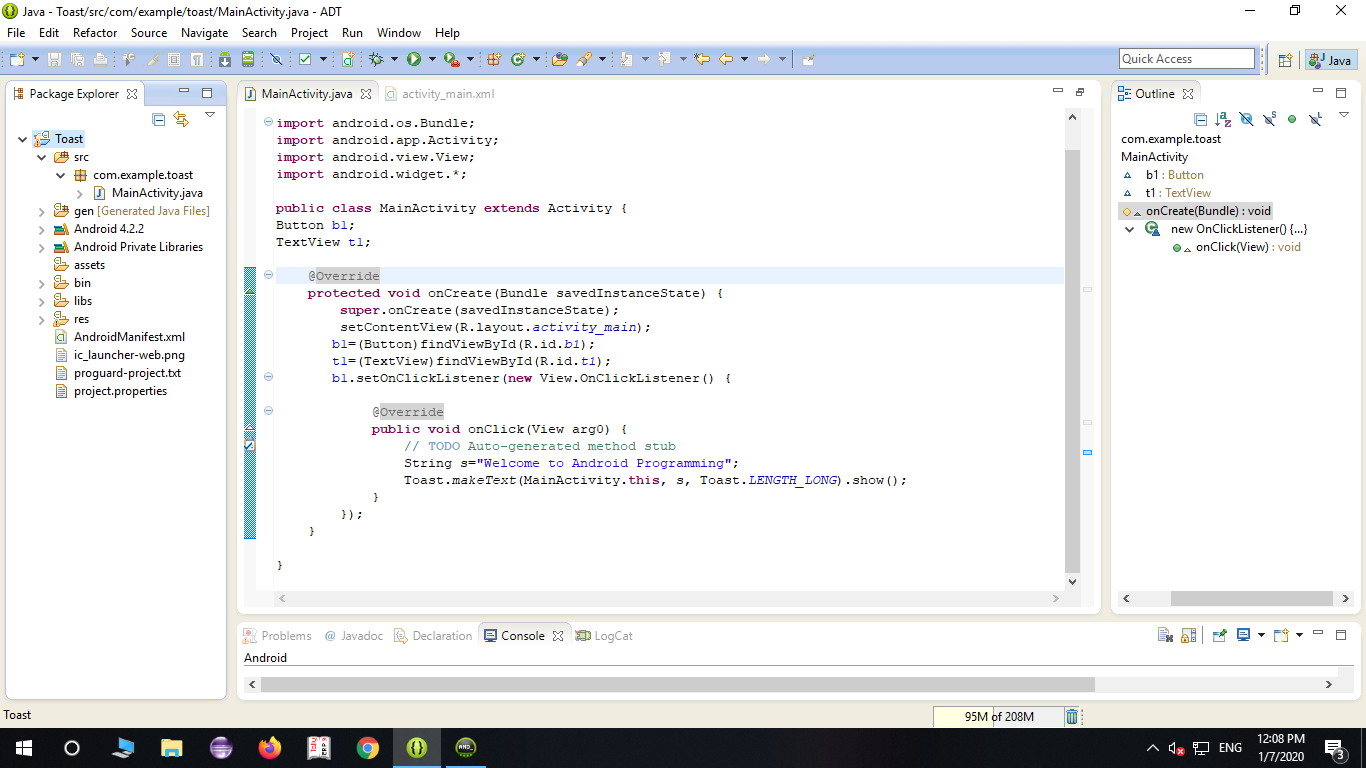 Java - Toast/src/com/example/toast/MainActivity.java - ADT
File Edit Refactor Source Navigate Search Project Run Window Help
Quick Access
Java
Package Explorer
Toast
src
com.example.toast
MainActivity.java
gen [Generated Java Files]
Android 4.2.2
Android Private Libraries
assets
bin
libs
res
AndroidManifest.xml
ic_launcher-web.png
proguard-project.txt
project.properties
MainActivity.java activity_main.xml
import android.os.Bundle;
import android.app.Activity;
import android.view.View;
import android.widget.*;
public class MainActivity extends Activity {
Button b1;
TextView t1;
@Override
protected void onCreate(Bundle savedInstanceState) {
super.onCreate(savedInstanceState);
setContentView(R.layout.activity_main);
b1=(Button)findViewById(R.id.b1);
t1=(TextView)findViewById(R.id.t1);
b1.setOnClickListener(new View.OnClickListener() {
@Override
public void onClick(View arg0) {
// TODO Auto-generated method stub
String s="Welcome to Android Programming";
Toast.makeText(MainActivity.this, s, Toast.LENGTH_LONG).show();
}
});
}
}
Outline
com.example.toast
MainActivity
b1 : Button
t1 : TextView
onCreate(Bundle) : void
new OnClickListener() {...}
onClick(View) : void
Problems @ Javadoc Declaration Console LogCat
Android
Toast
95M of 208M
ENG
12:08 PM
1/7/2020
3